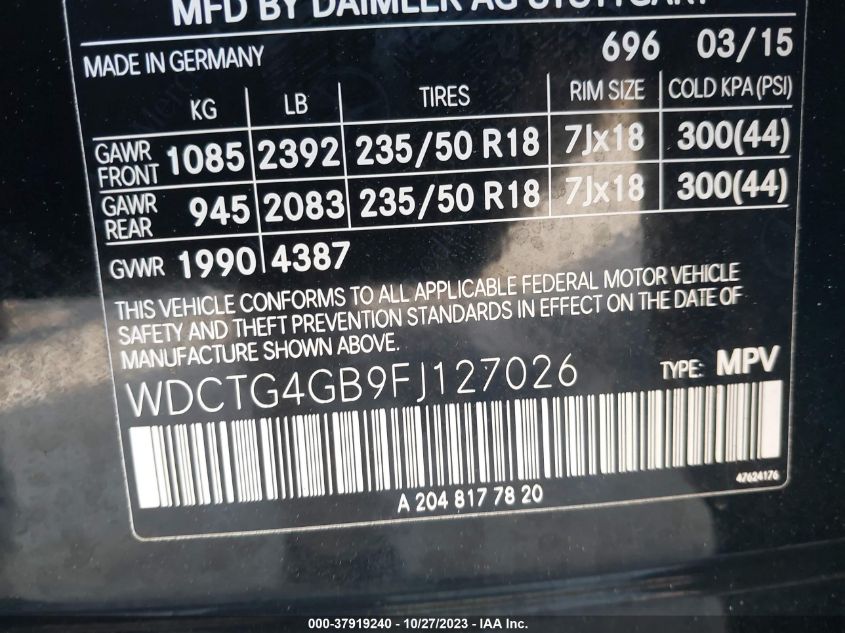 MFD BY DAIMLER AG STUTTGART
MADE IN GERMANY 696 03/15
KG LB TIRES RIM SIZE COLD KPA (PSI)
GAWR FRONT 1085 2392 235/50 R18 7Jx18 300(44)
GAWR REAR 945 2083 235/50 R18 7Jx18 300(44)
GVWR 1990 4387
THIS VEHICLE CONFORMS TO ALL APPLICABLE FEDERAL MOTOR VEHICLE
SAFETY AND THEFT PREVENTION STANDARDS IN EFFECT ON THE DATE OF
MANUFACTURE SHOWN ABOVE.
WDCTG4GB9FJ127026 TYPE: MPV
47624176
A 204 817 78 20
000-37919240 - 10/27/2023 - IAA Inc.